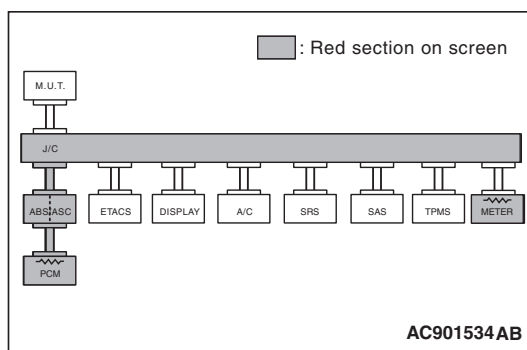 : Red section on screen
M.U.T.
J/C
ABS/ASC ETACS DISPLAY A/C SRS SAS TPMS METER
PCM
AC901534AB